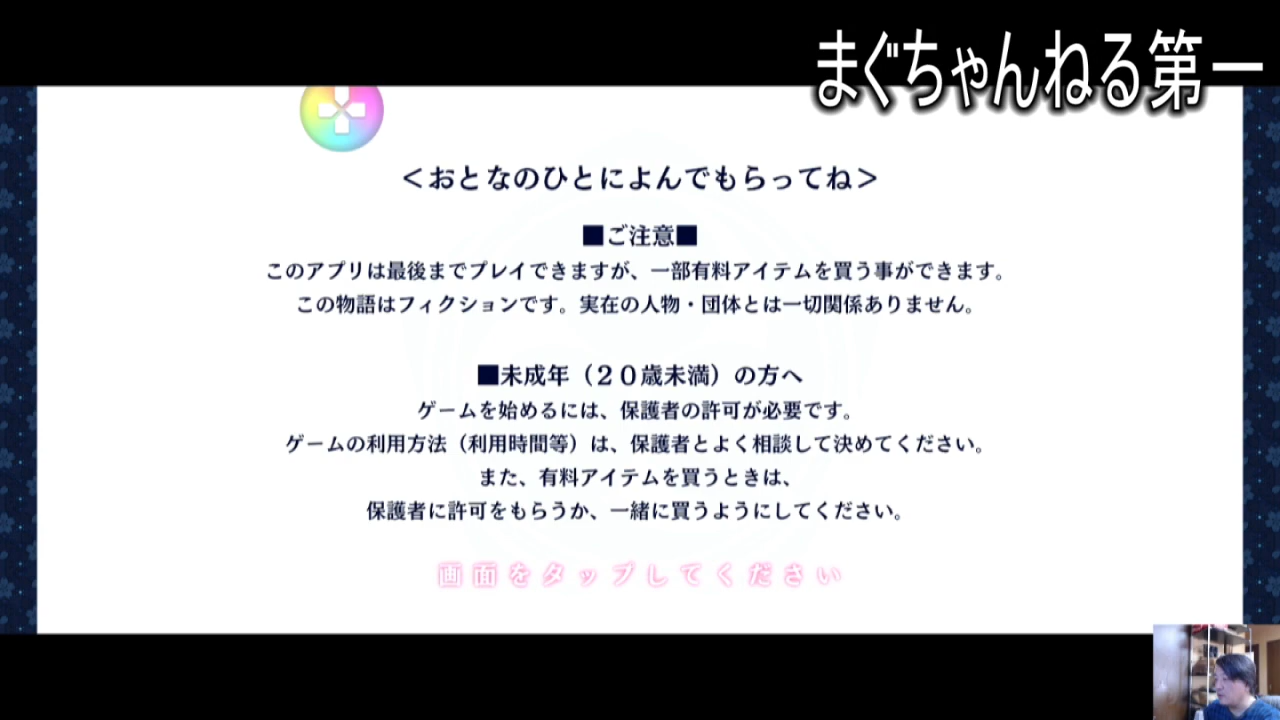 まぐちゃんねる第一
＜おとなのひとによんでもらってね＞
■ご注意■
このアプリは最後までプレイできますが、一部有料アイテムを買う事ができます。
この物語はフィクションです。実在の人物・団体とは一切関係ありません。
■未成年（２０歳未満）の方へ
ゲームを始めるには、保護者の許可が必要です。
ゲームの利用方法（利用時間等）は、保護者とよく相談して決めてください。
また、有料アイテムを買うときは、
保護者に許可をもらうか、一緒に買うようにしてください。
画面をタップしてください